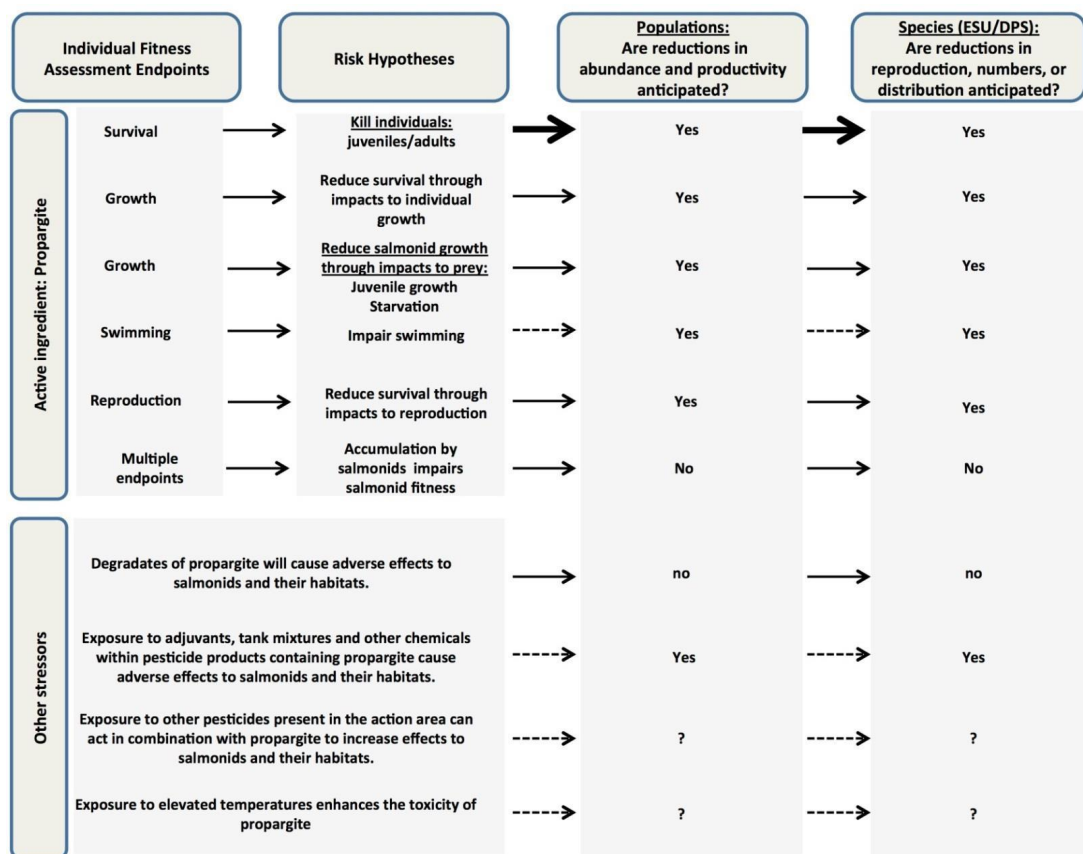 Individual Fitness
Assessment Endpoints
Risk Hypotheses
Populations:
Are reductions in
abundance and productivity
anticipated?
Species (ESU/DPS):
Are reductions in
reproduction, numbers, or
distribution anticipated?
Active ingredient: Propargite
Survival
Kill individuals:
juveniles/adults
Yes
Yes
Growth
Reduce survival through
impacts to individual
growth
Yes
Yes
Growth
Reduce salmonid growth
through impacts to prey:
Juvenile growth
Starvation
Yes
Yes
Swimming
Impair swimming
Yes
Yes
Reproduction
Reduce survival through
impacts to reproduction
Yes
Yes
Multiple
endpoints
Accumulation by
salmonids impairs
salmonid fitness
No
No
Other stressors
Degradates of propargite will cause adverse effects to
salmonids and their habitats.
no
no
Exposure to adjuvants, tank mixtures and other chemicals
within pesticide products containing propargite cause
adverse effects to salmonids and their habitats.
Yes
Yes
Exposure to other pesticides present in the action area can
act in combination with propargite to increase effects to
salmonids and their habitats.
?
?
Exposure to elevated temperatures enhances the toxicity of
propargite
?
?